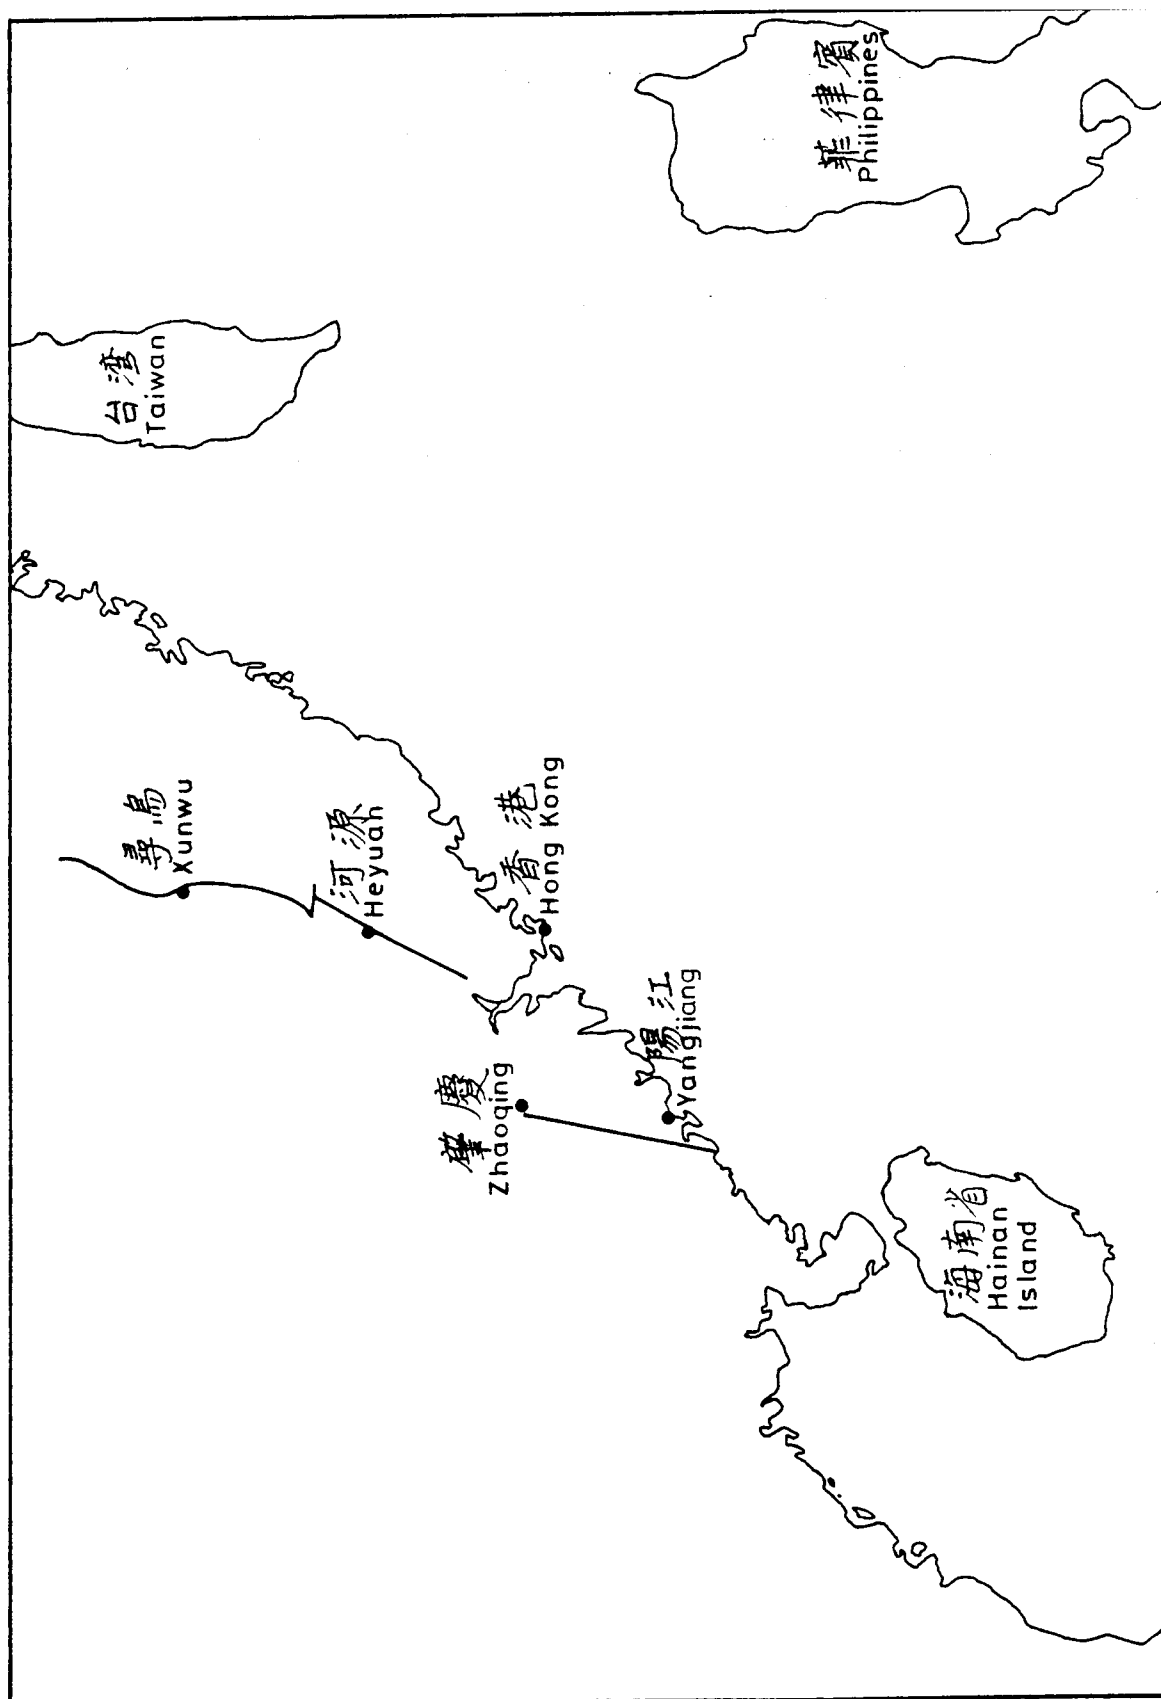 尋烏
Xunwu
河源
Heyuan
台灣
Taiwan
肇慶
Zhaoqing
香港
Hong Kong
陽江
Yangjiang
菲律賓
Philippines
海南省
Hainan
Island